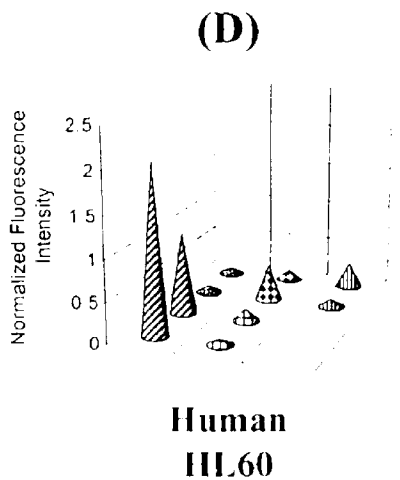 (D)
Normalized Fluorescence
Intensity
2.5
2
1.5
1
0.5
0
Human
HL60